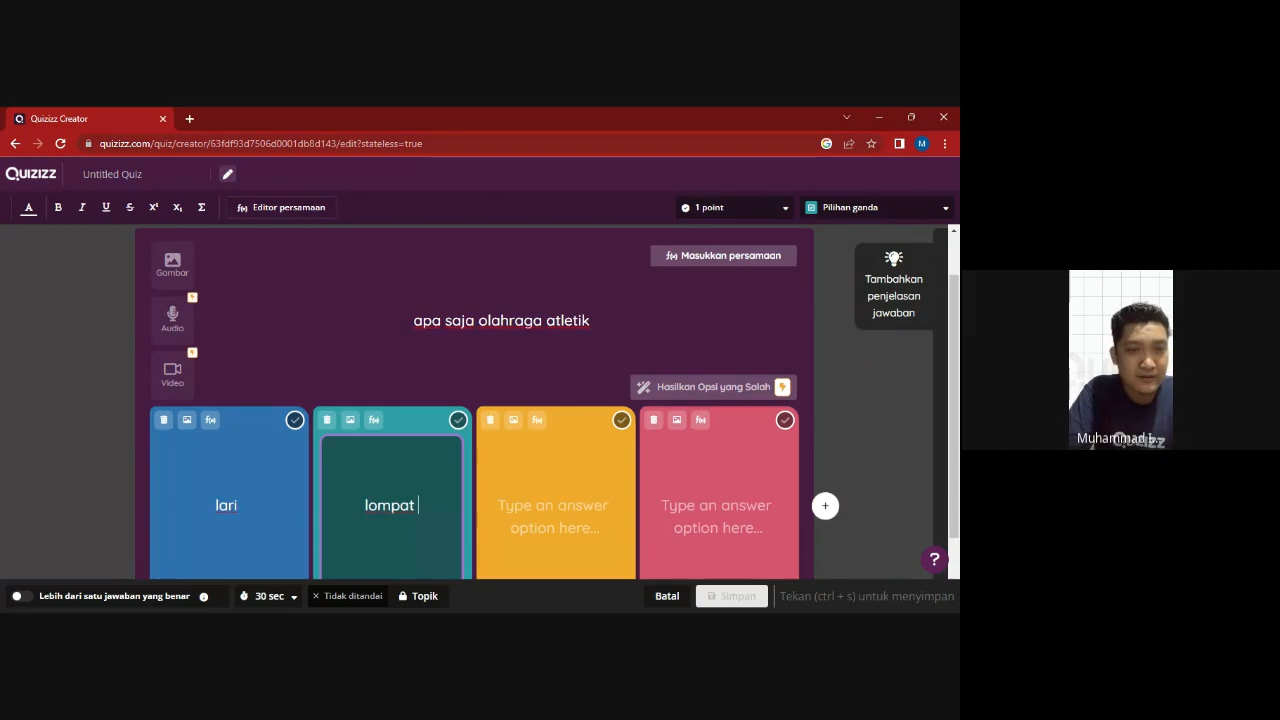 Quizizz Creator
quizizz.com/quiz/creator/63fdf93d7506d0001db8d143/edit?stateless=true
M
QUIZIZZ
Untitled Quiz
A B I U S X² X₂ Σ f(x) Editor persamaan
1 point
Pilihan ganda
Gambar
f(x) Masukkan persamaan
Tambahkan
penjelasan
jawaban
Audio
apa saja olahraga atletik
Video
Hasilkan Opsi yang Salah
f(x)
f(x)
f(x)
f(x)
lari
lompat
Type an answer
option here...
Type an answer
option here...
+
?
Lebih dari satu jawaban yang benar
30 sec
Tidak ditandai
Topik
Batal
Simpan
Tekan (ctrl + s) untuk menyimpan